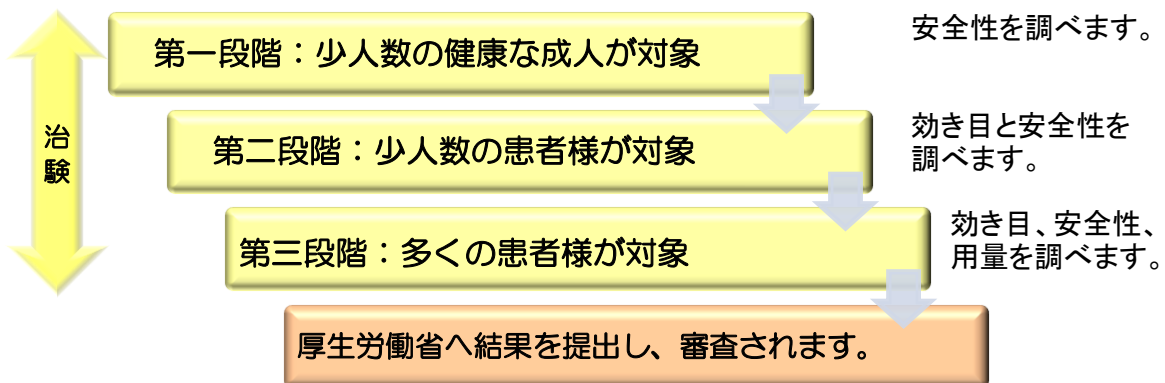 治験
第一段階：少人数の健康な成人が対象
安全性を調べます。
第二段階：少人数の患者様が対象
効き目と安全性を
調べます。
第三段階：多くの患者様が対象
効き目、安全性、
用量を調べます。
厚生労働省へ結果を提出し、審査されます。